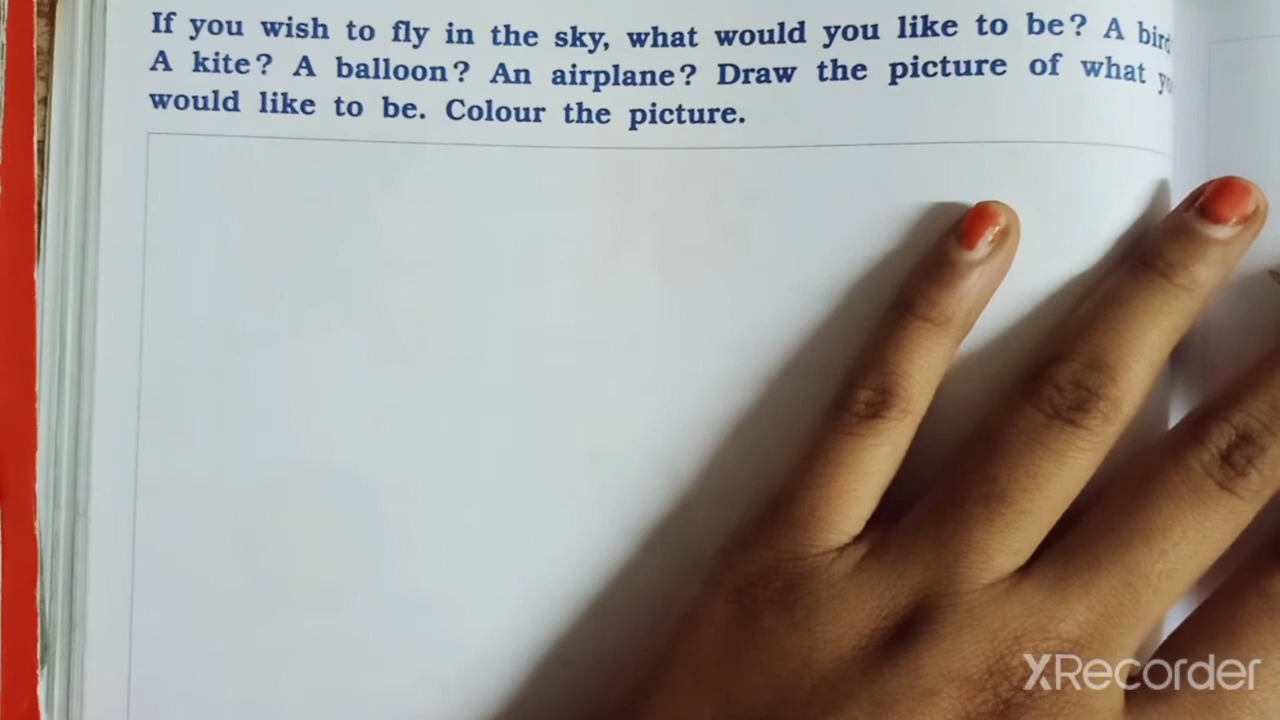 If you wish to fly in the sky, what would you like to be? A bird
A kite? A balloon? An airplane? Draw the picture of what
would like to be. Colour the picture.
XRecorder